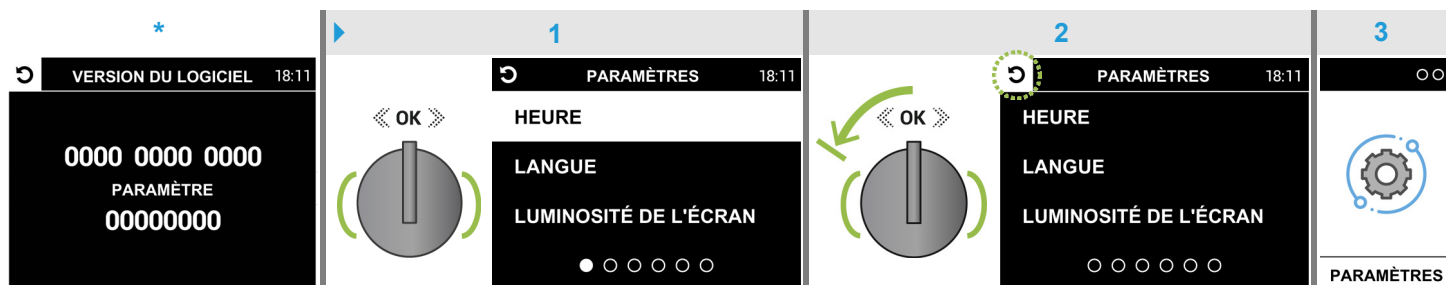 *
VERSION DU LOGICIEL 18:11
0000 0000 0000
PARAMÈTRE
00000000
1
OK
PARAMÈTRES 18:11
HEURE
LANGUE
LUMINOSITÉ DE L'ÉCRAN
2
OK
PARAMÈTRES 18:11
HEURE
LANGUE
LUMINOSITÉ DE L'ÉCRAN
3
PARAMÈTRES